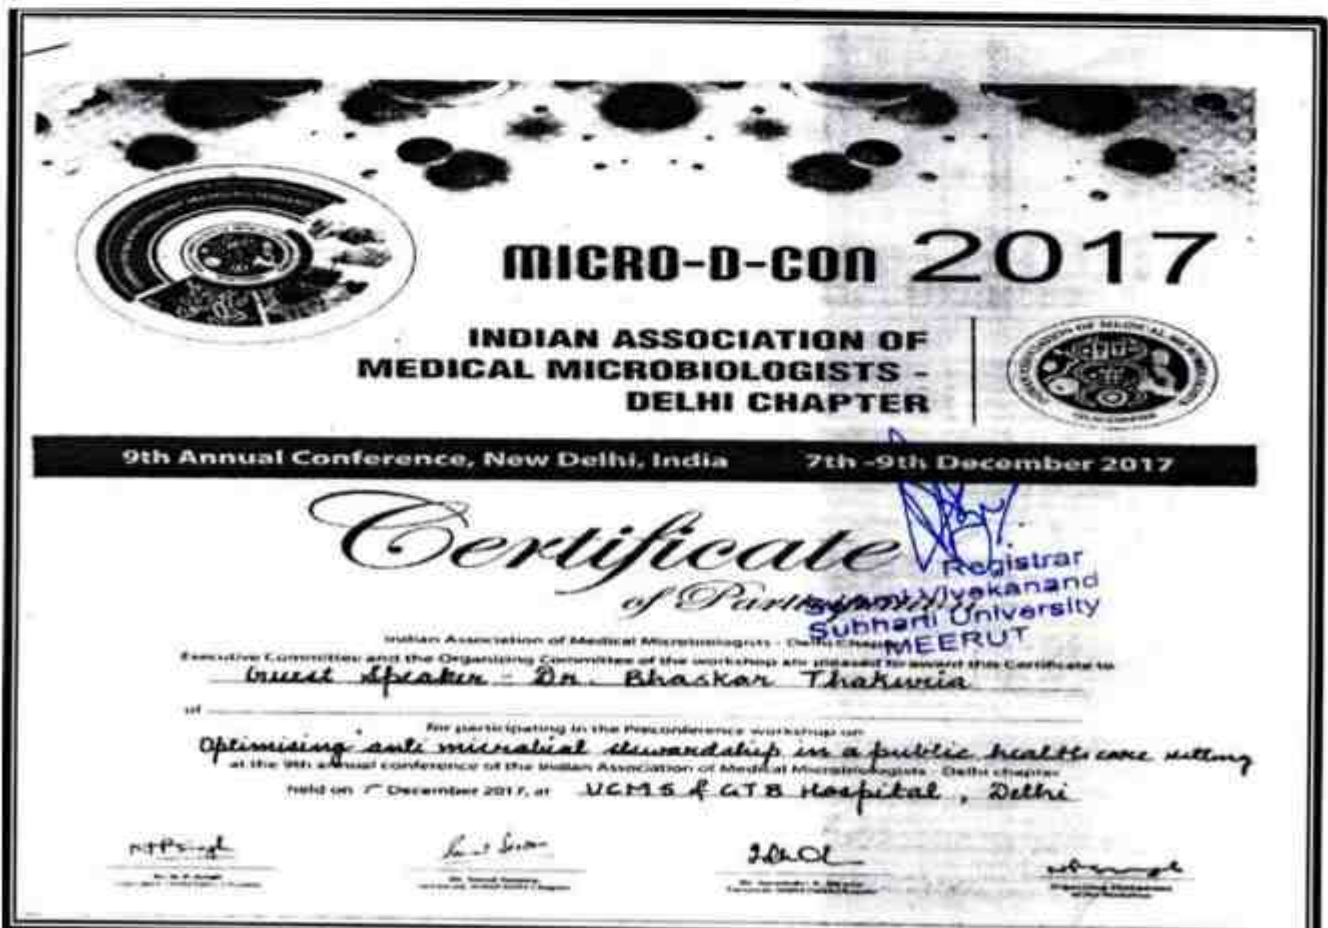 MICRO-D-CON 2017
INDIAN ASSOCIATION OF
MEDICAL MICROBIOLOGISTS -
DELHI CHAPTER
9th Annual Conference, New Delhi, India 7th -9th December 2017
Certificate
of Participation
Registrar
Swami Vivekanand
Subharti University
MEERUT
Indian Association of Medical Microbiologists - Delhi Chapter
Executive Committee and the Organizing Committee of the workshop are pleased to award this Certificate to
Guest Speaker - Dr. Bhaskar Thakuria
of
for participating in the Preconference workshop on
Optimising anti microbial stewardship in a public health care setting
at the 9th annual conference of the Indian Association of Medical Microbiologists - Delhi chapter
held on 7th December 2017, at UCMS & GTB Hospital, Delhi